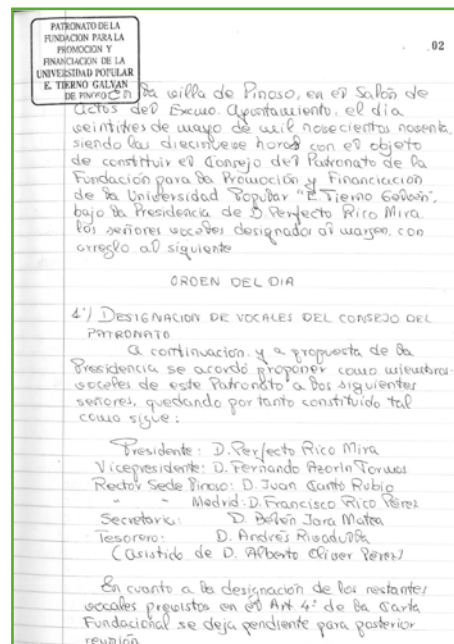 PATRONATO DE LA
FUNDACION PARA LA
PROMOCION Y
FINANCIACION DE LA
UNIVERSIDAD POPULAR
E. TIERNO GALVAN
DE PINOSO
02
En la villa de Pinoso, en el Salón de
Actos del Excmo. Ayuntamiento, el día
veintitres de mayo de mil novecientos noventa,
siendo las diecinueve horas con el objeto
de constituir el Consejo del Patronato de la
Fundación para la Promoción y Financiación
de la Universidad Popular "E. Tierno Galván",
bajo la Presidencia de D. Perfecto Rico Mira
los señores vocales designados al margen, con
arreglo al siguiente
ORDEN DEL DIA
1º/ DESIGNACION DE VOCALES DEL CONSEJO DEL
PATRONATO
A continuación, y a propuesta de la
Presidencia se acordó proponer como miembros-
vocales de este Patronato a los siguientes
señores, quedando por tanto constituido tal
como sigue:
Presidente: D. Perfecto Rico Mira
Vicepresidente: D. Fernando Azorín Tormos
Rector Sede Pinoso: D. Juan Cantó Rubio
" " Madrid: D. Francisco Rico Pérez
Secretaria: D. Belén Jara Matea
Tesorero: D. Andrés Rivadulla
(asistido de D. Alberto Oliver Pérez)
En cuanto a la designación de los restantes
vocales previstos en el Art. 4º de la Carta
Fundacional se deja pendiente para posterior
reunión.